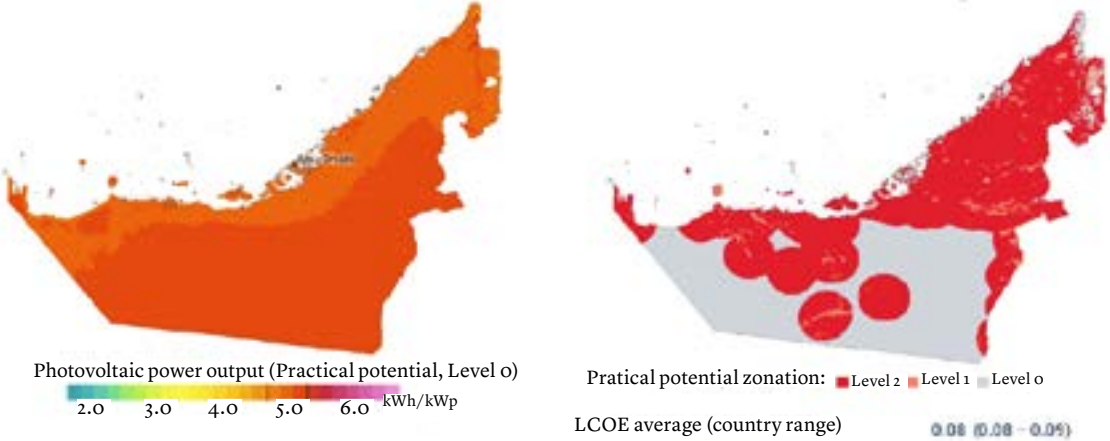 Photovoltaic power output (Practical potential, Level 0)
2.0 3.0 4.0 5.0 6.0 kWh/kWp
Pratical potential zonation: Level 2 Level 1 Level 0
LCOE average (country range) 0.08 (0.08 - 0.09)